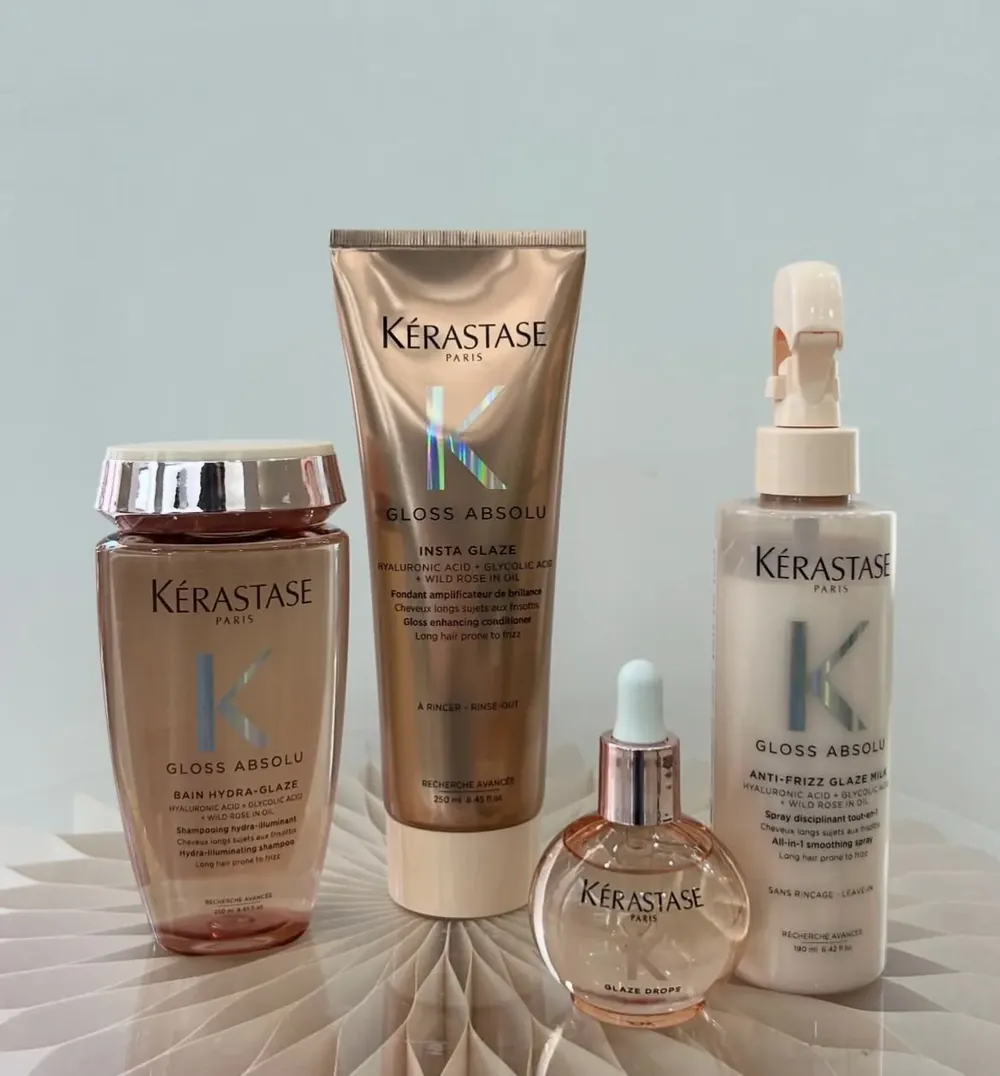 KÉRASTASE
PARIS
GLOSS ABSOLU
BAIN HYDRA-GLAZE
HYALURONIC ACID + GLYCOLIC ACID
+ WILD ROSE IN OIL
Shampooing hydra-illuminant
Cheveux longs sujets aux frisottis
Hydra-illuminating shampoo
Long hair prone to frizz
RECHERCHE AVANCÉE
KÉRASTASE
PARIS
K
GLOSS ABSOLU
INSTA GLAZE
HYALURONIC ACID + GLYCOLIC ACID
+ WILD ROSE IN OIL
Fondant amplificateur de brillance
Cheveux longs sujets aux frisottis
Gloss enhancing conditioner
Long hair prone to frizz
À RINCER - RINSE-OUT
RECHERCHE AVANCÉE
250 ml 8.45 fl oz
KÉRASTASE
PARIS
K
GLAZE DROPS
KÉRASTASE
PARIS
K
GLOSS ABSOLU
ANTI-FRIZZ GLAZE MILK
HYALURONIC ACID + GLYCOLIC ACID
+ WILD ROSE IN OIL
Spray disciplinant tout-en-1
Cheveux longs sujets aux frisottis
All-in-1 smoothing spray
Long hair prone to frizz
SANS RINÇAGE - LEAVE-IN
RECHERCHE AVANCÉE
190 ml 6.42 fl oz